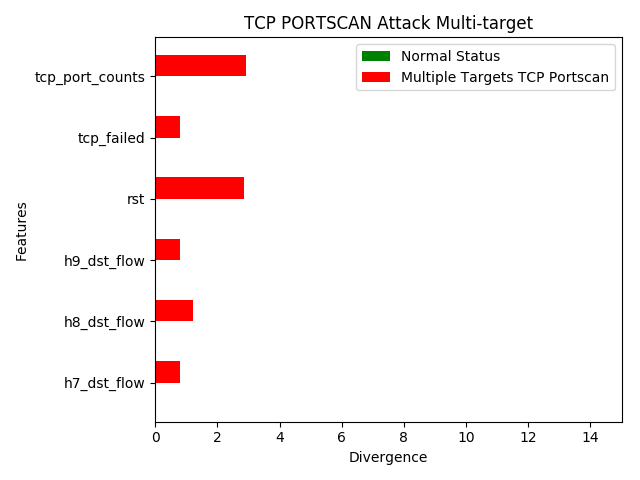 TCP PORTSCAN Attack Multi-target
Normal Status
Multiple Targets TCP Portscan
tcp_port_counts
tcp_failed
rst
h9_dst_flow
h8_dst_flow
h7_dst_flow
Features
0 2 4 6 8 10 12 14
Divergence